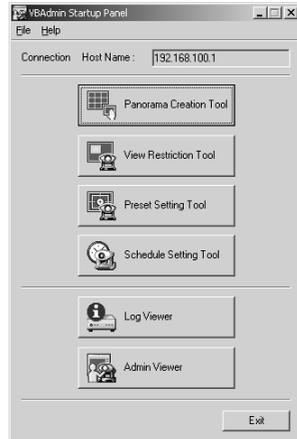 VBAdmin Startup Panel
File Help
Connection Host Name : 192.168.100.1
Panorama Creation Tool
View Restriction Tool
Preset Setting Tool
Schedule Setting Tool
Log Viewer
Admin Viewer
Exit